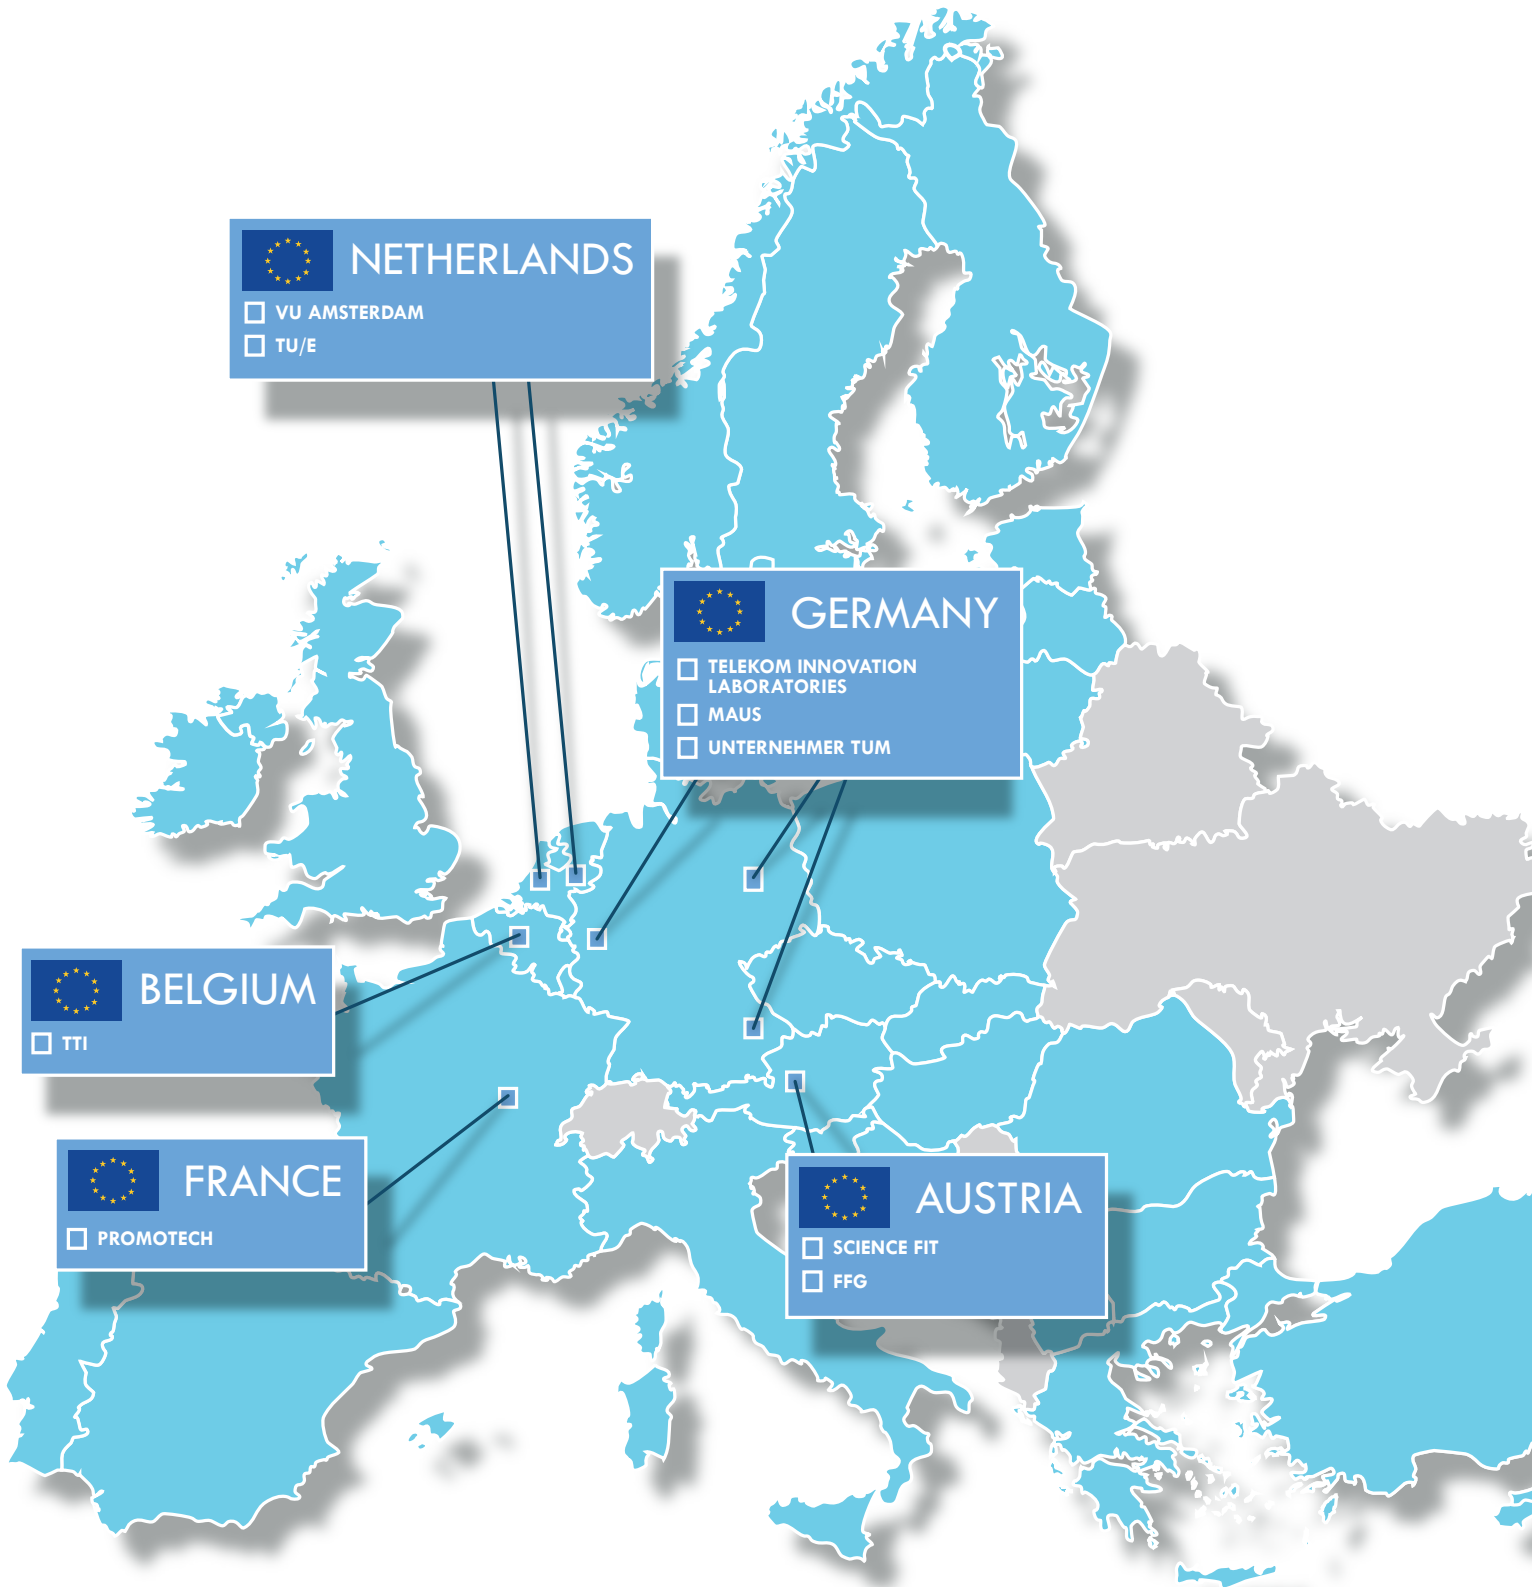 NETHERLANDS
VU AMSTERDAM
TU/E
GERMANY
TELEKOM INNOVATION
LABORATORIES
MAUS
UNTERNEHMER TUM
BELGIUM
TTI
FRANCE
PROMOTECH
AUSTRIA
SCIENCE FIT
FFG